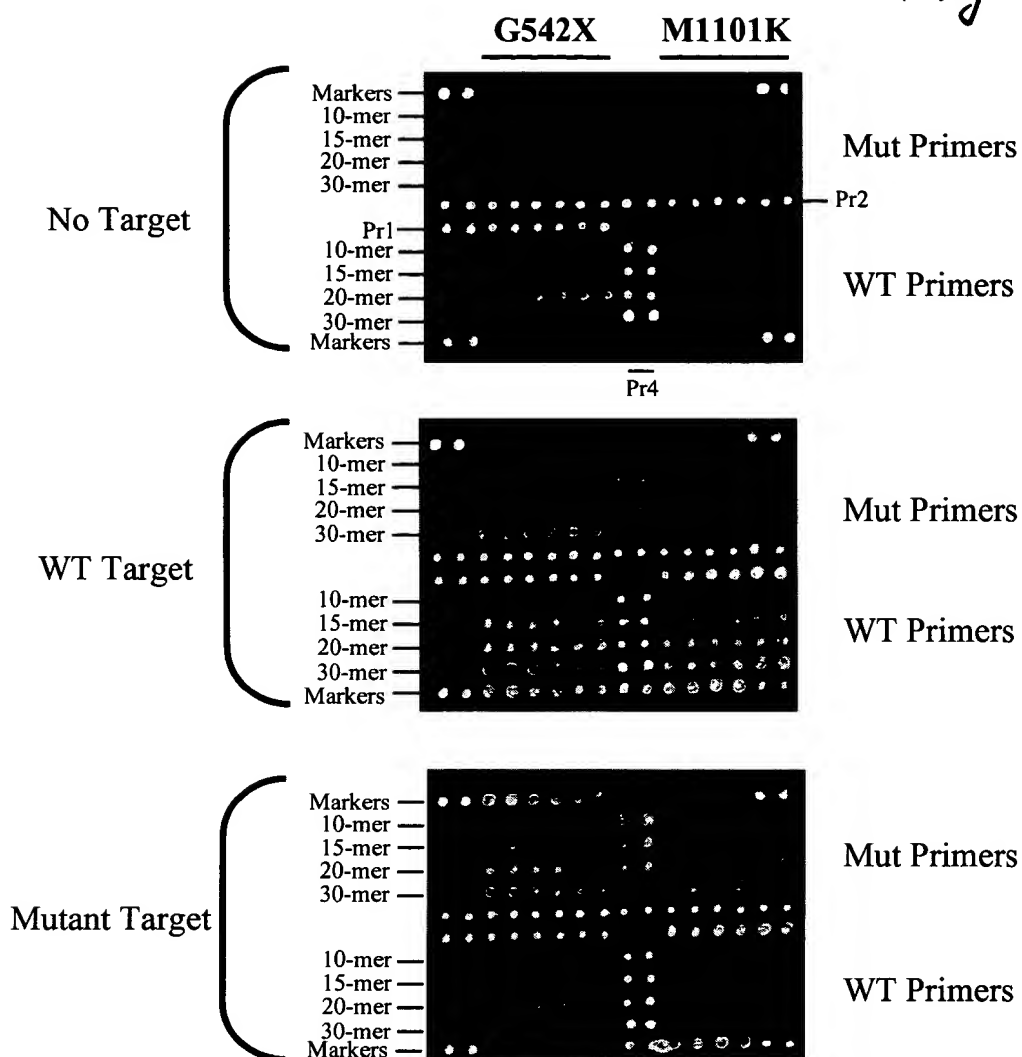 G542X M1101K
No Target
Markers
10-mer
15-mer
20-mer
30-mer
Pr1
10-mer
15-mer
20-mer
30-mer
Markers
Mut Primers
Pr2
WT Primers
Pr4
WT Target
Markers
10-mer
15-mer
20-mer
30-mer
10-mer
15-mer
20-mer
30-mer
Markers
Mut Primers
WT Primers
Mutant Target
Markers
10-mer
15-mer
20-mer
30-mer
10-mer
15-mer
20-mer
30-mer
Markers
Mut Primers
WT Primers